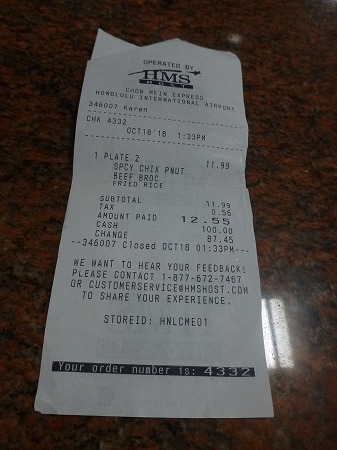 OPERATED BY
HMS
HOST
CHOW MEIN EXPRESS
HONOLULU INTERNATIONAL AIRPORT
346007 Karen
CHK 4332
OCT18'18 1:33PM
1 PLATE 2 11.99
SPCY CHIX PNUT
BEEF BROC
FRIED RICE
SUBTOTAL 11.99
TAX 0.56
AMOUNT PAID 12.55
CASH 100.00
CHANGE 87.45
--346007 Closed OCT18 01:33PM---
WE WANT TO HEAR YOUR FEEDBACK!
PLEASE CONTACT 1-877-672-7467
OR CUSTOMERSERVICE@HMSHOST.COM
TO SHARE YOUR EXPERIENCE.
STOREID: HNLCME01
Your order number is: 4332